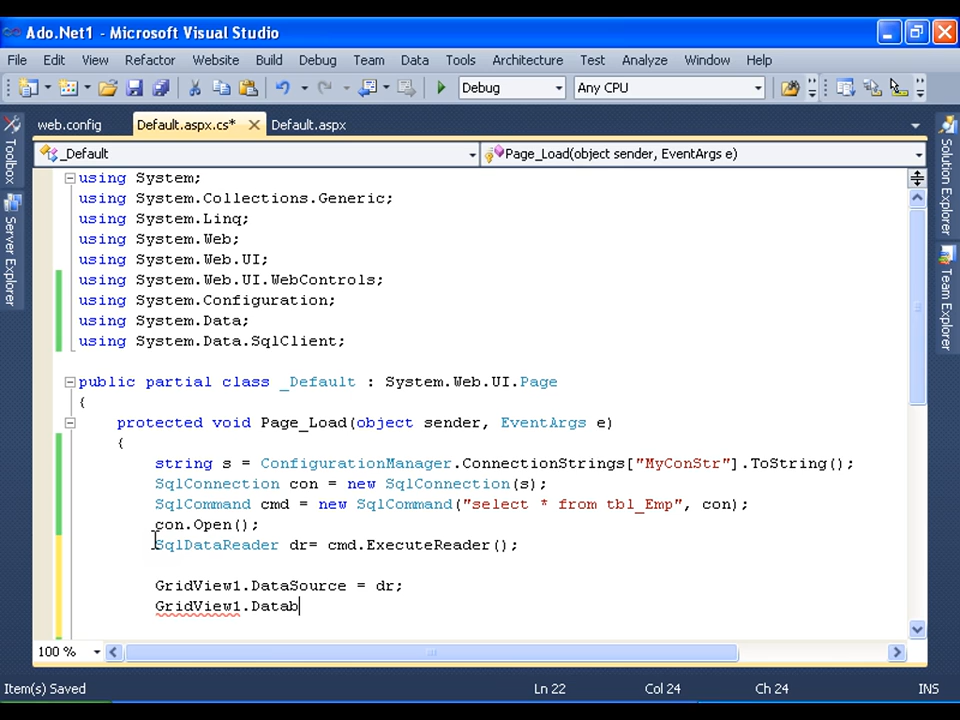 Ado.Net1 - Microsoft Visual Studio
File Edit View Refactor Website Build Debug Team Data Tools Architecture Test Analyze Window Help
Debug Any CPU
web.config Default.aspx.cs* Default.aspx
_Default Page_Load(object sender, EventArgs e)
Toolbox
Server Explorer
Solution Explorer
Team Explorer
using System;
using System.Collections.Generic;
using System.Linq;
using System.Web;
using System.Web.UI;
using System.Web.UI.WebControls;
using System.Configuration;
using System.Data;
using System.Data.SqlClient;
public partial class _Default : System.Web.UI.Page
{
protected void Page_Load(object sender, EventArgs e)
{
string s = ConfigurationManager.ConnectionStrings["MyConStr"].ToString();
SqlConnection con = new SqlConnection(s);
SqlCommand cmd = new SqlCommand("select * from tbl_Emp", con);
con.Open();
SqlDataReader dr= cmd.ExecuteReader();
GridView1.DataSource = dr;
GridView1.Datab
100 %
Item(s) Saved Ln 22 Col 24 Ch 24 INS